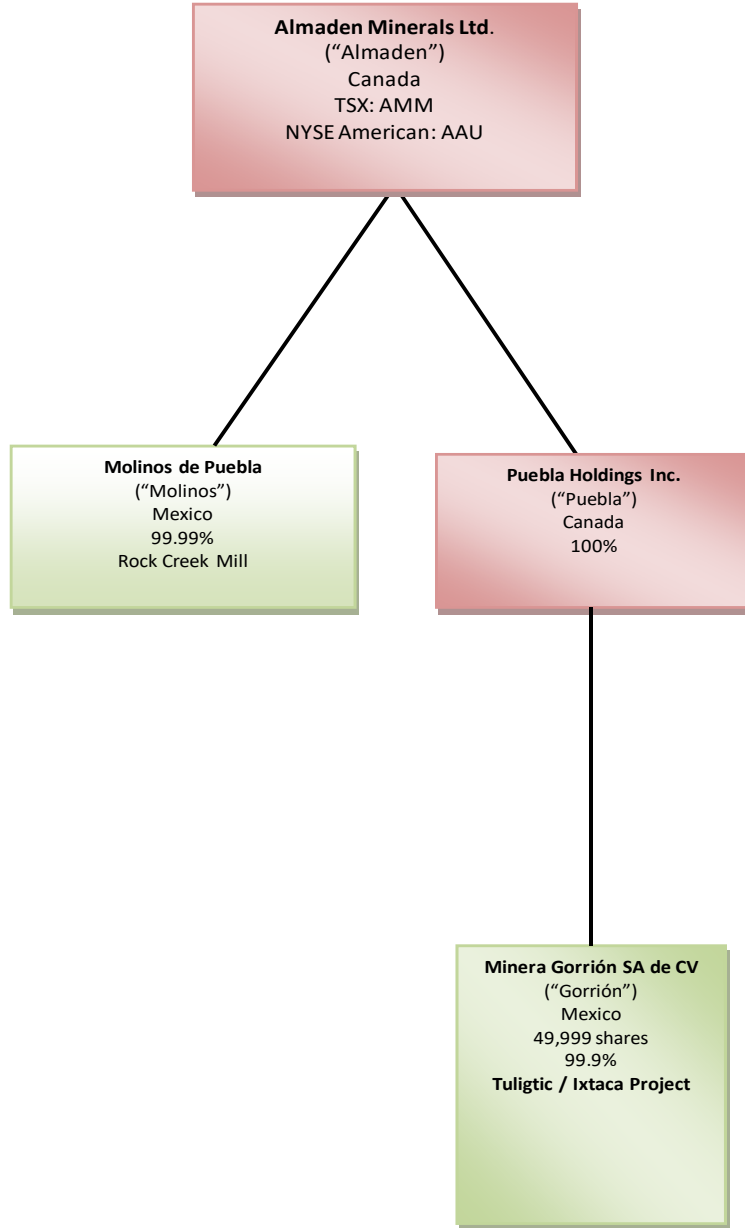 Almaden Minerals Ltd.
(“Almaden”)
Canada
TSX: AMM
NYSE American: AAU
Molinos de Puebla
(“Molinos”)
Mexico
99.99%
Rock Creek Mill
Puebla Holdings Inc.
(“Puebla”)
Canada
100%
Minera Gorrión SA de CV
(“Gorrión”)
Mexico
49,999 shares
99.9%
Tuligtic / Ixtaca Project